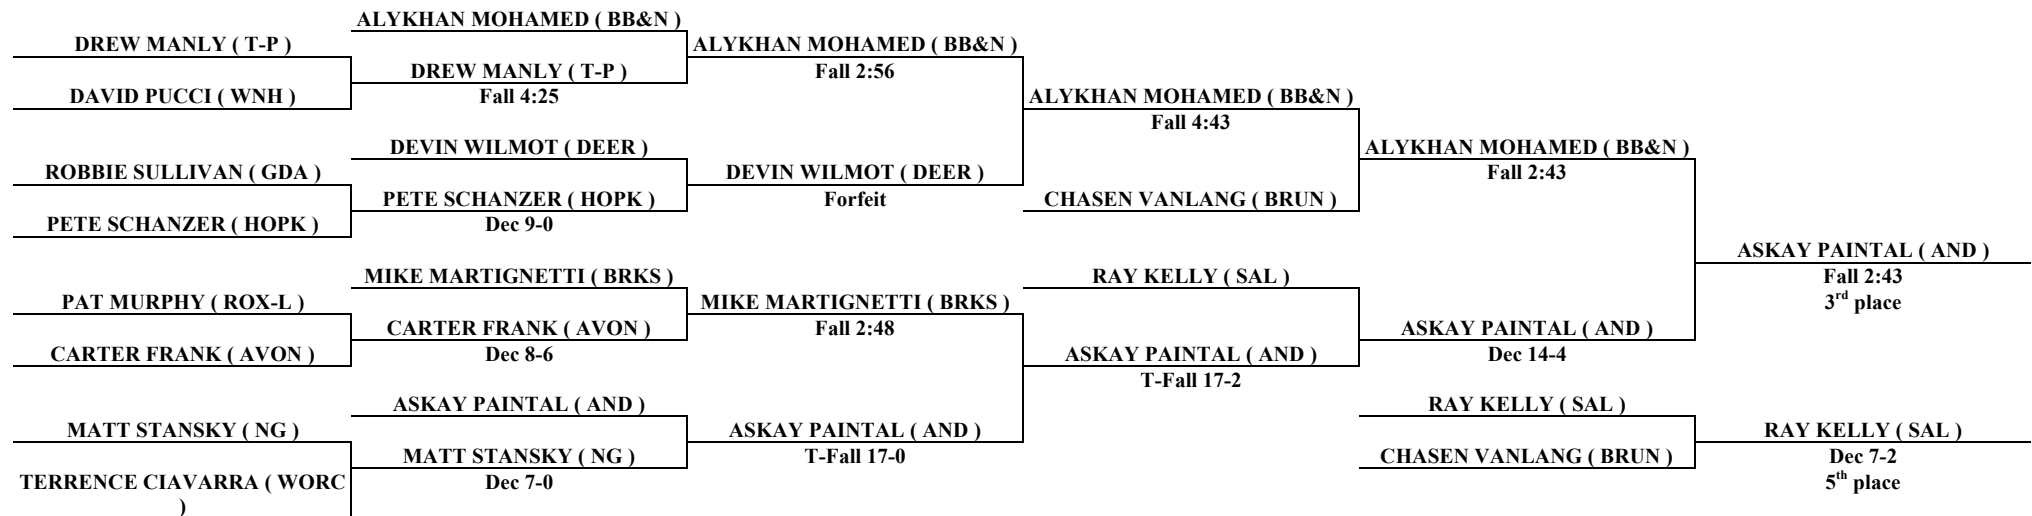 ALYKHAN MOHAMED ( BB&N )
DREW MANLY ( T-P )
ALYKHAN MOHAMED ( BB&N )
DREW MANLY ( T-P )
Fall 2:56
DAVID PUCCI ( WNH )
Fall 4:25
ALYKHAN MOHAMED ( BB&N )
Fall 4:43
DEVIN WILMOT ( DEER )
ALYKHAN MOHAMED ( BB&N )
ROBBIE SULLIVAN ( GDA )
DEVIN WILMOT ( DEER )
Fall 2:43
PETE SCHANZER ( HOPK )
Forfeit
CHASEN VANLANG ( BRUN )
PETE SCHANZER ( HOPK )
Dec 9-0
ASKAY PAINTAL ( AND )
MIKE MARTIGNETTI ( BRKS )
RAY KELLY ( SAL )
Fall 2:43
PAT MURPHY ( ROX-L )
MIKE MARTIGNETTI ( BRKS )
3rd place
CARTER FRANK ( AVON )
Fall 2:48
ASKAY PAINTAL ( AND )
CARTER FRANK ( AVON )
Dec 8-6
ASKAY PAINTAL ( AND )
Dec 14-4
T-Fall 17-2
ASKAY PAINTAL ( AND )
RAY KELLY ( SAL )
MATT STANSKY ( NG )
ASKAY PAINTAL ( AND )
RAY KELLY ( SAL )
MATT STANSKY ( NG )
T-Fall 17-0
CHASEN VANLANG ( BRUN )
Dec 7-2
TERRENCE CIAVARRA ( WORC
)
Dec 7-0
5th place